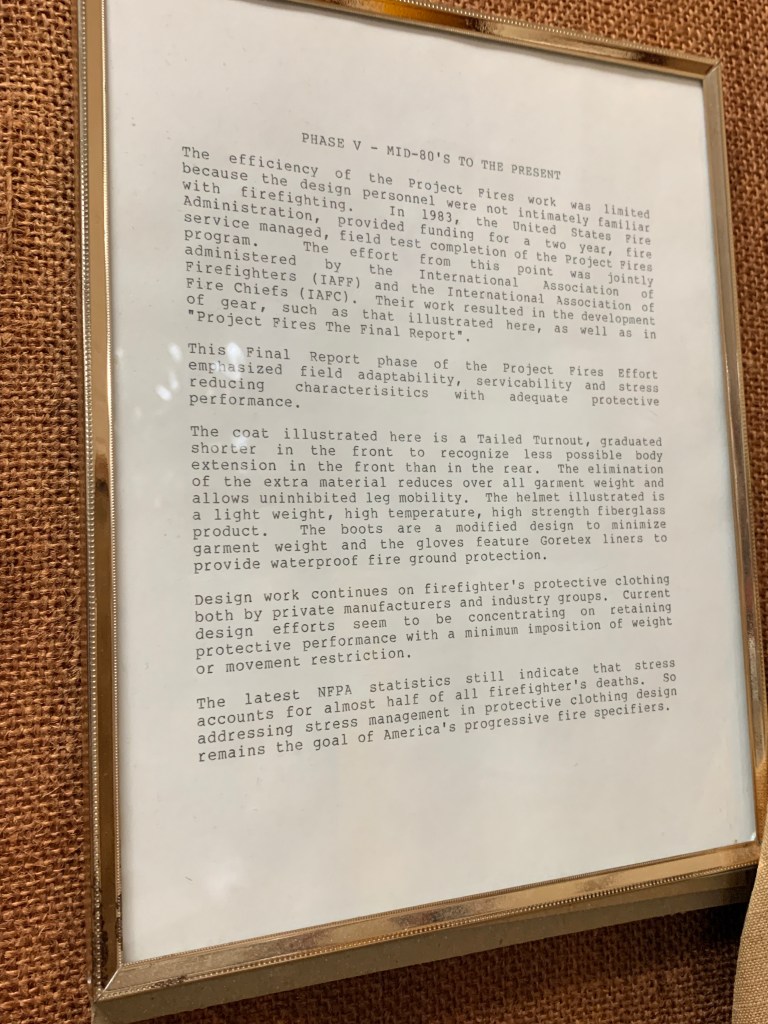 PHASE V - MID-80'S TO THE PRESENT
The efficiency of the Project Fires work was limited
because the design personnel were not intimately familiar
with firefighting. In 1983, the United States Fire
Administration, provided funding for a two year, fire
service managed, field test completion of the Project Fires
program. The effort from this point was jointly
administered by the International Association of
Firefighters (IAFF) and the International Association of
Fire Chiefs (IAFC). Their work resulted in the development
of gear, such as that illustrated here, as well as in
"Project Fires The Final Report".
This Final Report phase of the Project Fires Effort
emphasized field adaptability, servicability and stress
reducing characterisitics with adequate protective
performance.
The coat illustrated here is a Tailed Turnout, graduated
shorter in the front to recognize less possible body
extension in the front than in the rear. The elimination
of the extra material reduces over all garment weight and
allows uninhibited leg mobility. The helmet illustrated is
a light weight, high temperature, high strength fiberglass
product. The boots are a modified design to minimize
garment weight and the gloves feature Goretex liners to
provide waterproof fire ground protection.
Design work continues on firefighter's protective clothing
both by private manufacturers and industry groups. Current
design efforts seem to be concentrating on retaining
protective performance with a minimum imposition of weight
or movement restriction.
The latest NFPA statistics still indicate that stress
accounts for almost half of all firefighter's deaths. So
addressing stress management in protective clothing design
remains the goal of America's progressive fire specifiers.